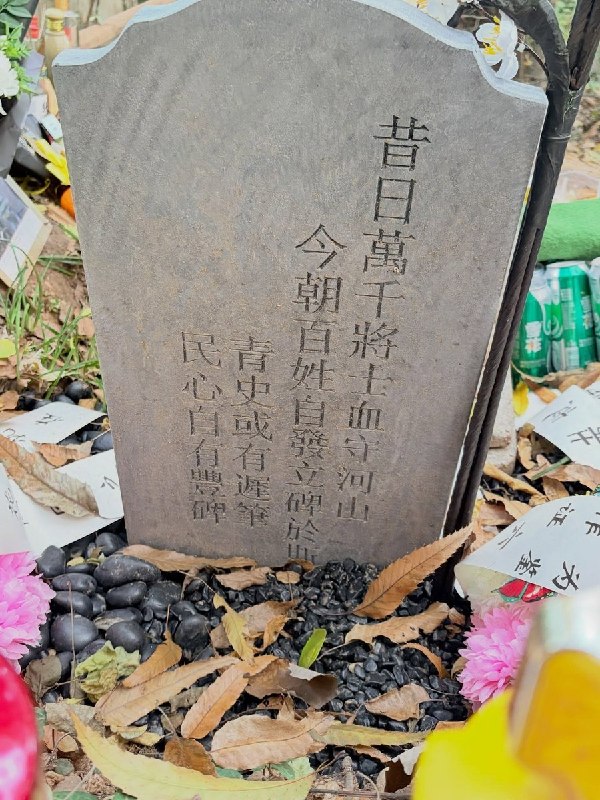 昔日萬千將士血守河山
今朝百姓自發立碑於此
青史或有遲筆
民心自有豐碑